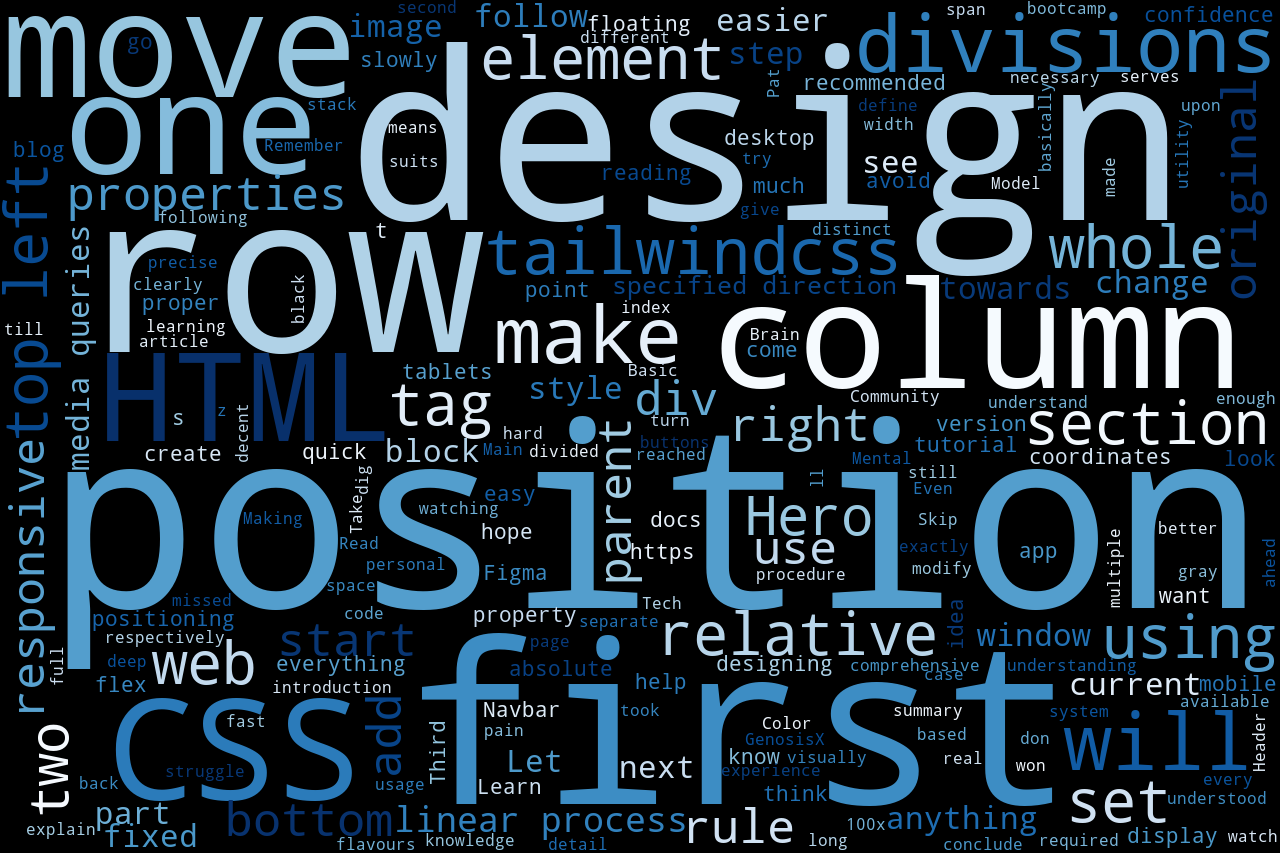 second
span
bootcamp
confidence
move
image
follow
floating
easier
divisions
go
different
element
step
slowly
recommended
necessary
serves
Pat
one
design
stack
define
basically
original
upon
means
desktop
width
utility
Remember
blog
suits
try
see
reading
much
avoid
Model
made
left
properties
give
following
distinct
t
row
tailwindcss
whole
precise
clearly
black
point
specified direction
towards
change
proper
media queries
learning
article
till
index
make
Brain
come
column
HTML
tablets
Basic
top
style
div
Community
understand
enough
tag
s
z
decent
turn
right
version
section
hard
buttons
tutorial
create
quick
block
Main
divided
reached
Mental
coordinates
look
parent
ll
still
dig
easy
Even
position
Take
watching
Making
hope
docs
Hero
Skip
app
better
responsive
Read
https
use
exactly
multiple
ahead
personal
Figma
procedure
modify
gray
space
missed
want
code
Tech
positioning
property
separate
idea
respectively
start
relative
window
using
full
web
deep
everything
page
absolute
designing
comprehensive
case
understanding
flex
introduction
help
current
mobile
available
css
add
first
Navbar
took
summary
system
will
fast
pain
Color
based
don
Header
two
Third
GenosisX
Let
next
know
visually
real
won
struggle
experience
back
usage
Learn
think
every
set
understood
part
bottom
linear
process
rule
100x
anything
explain
fixed
flavours
knowledge
detail
long
conclude
required
display
watch